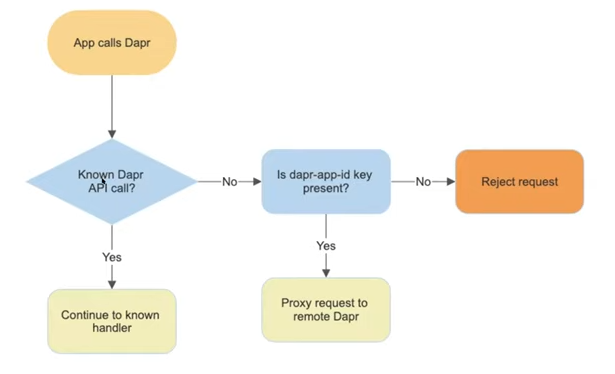 App calls Dapr
Known Dapr
API call?
No
Is dapr-app-id key
present?
No
Reject request
Yes
Yes
Continue to known
handler
Proxy request to
remote Dapr